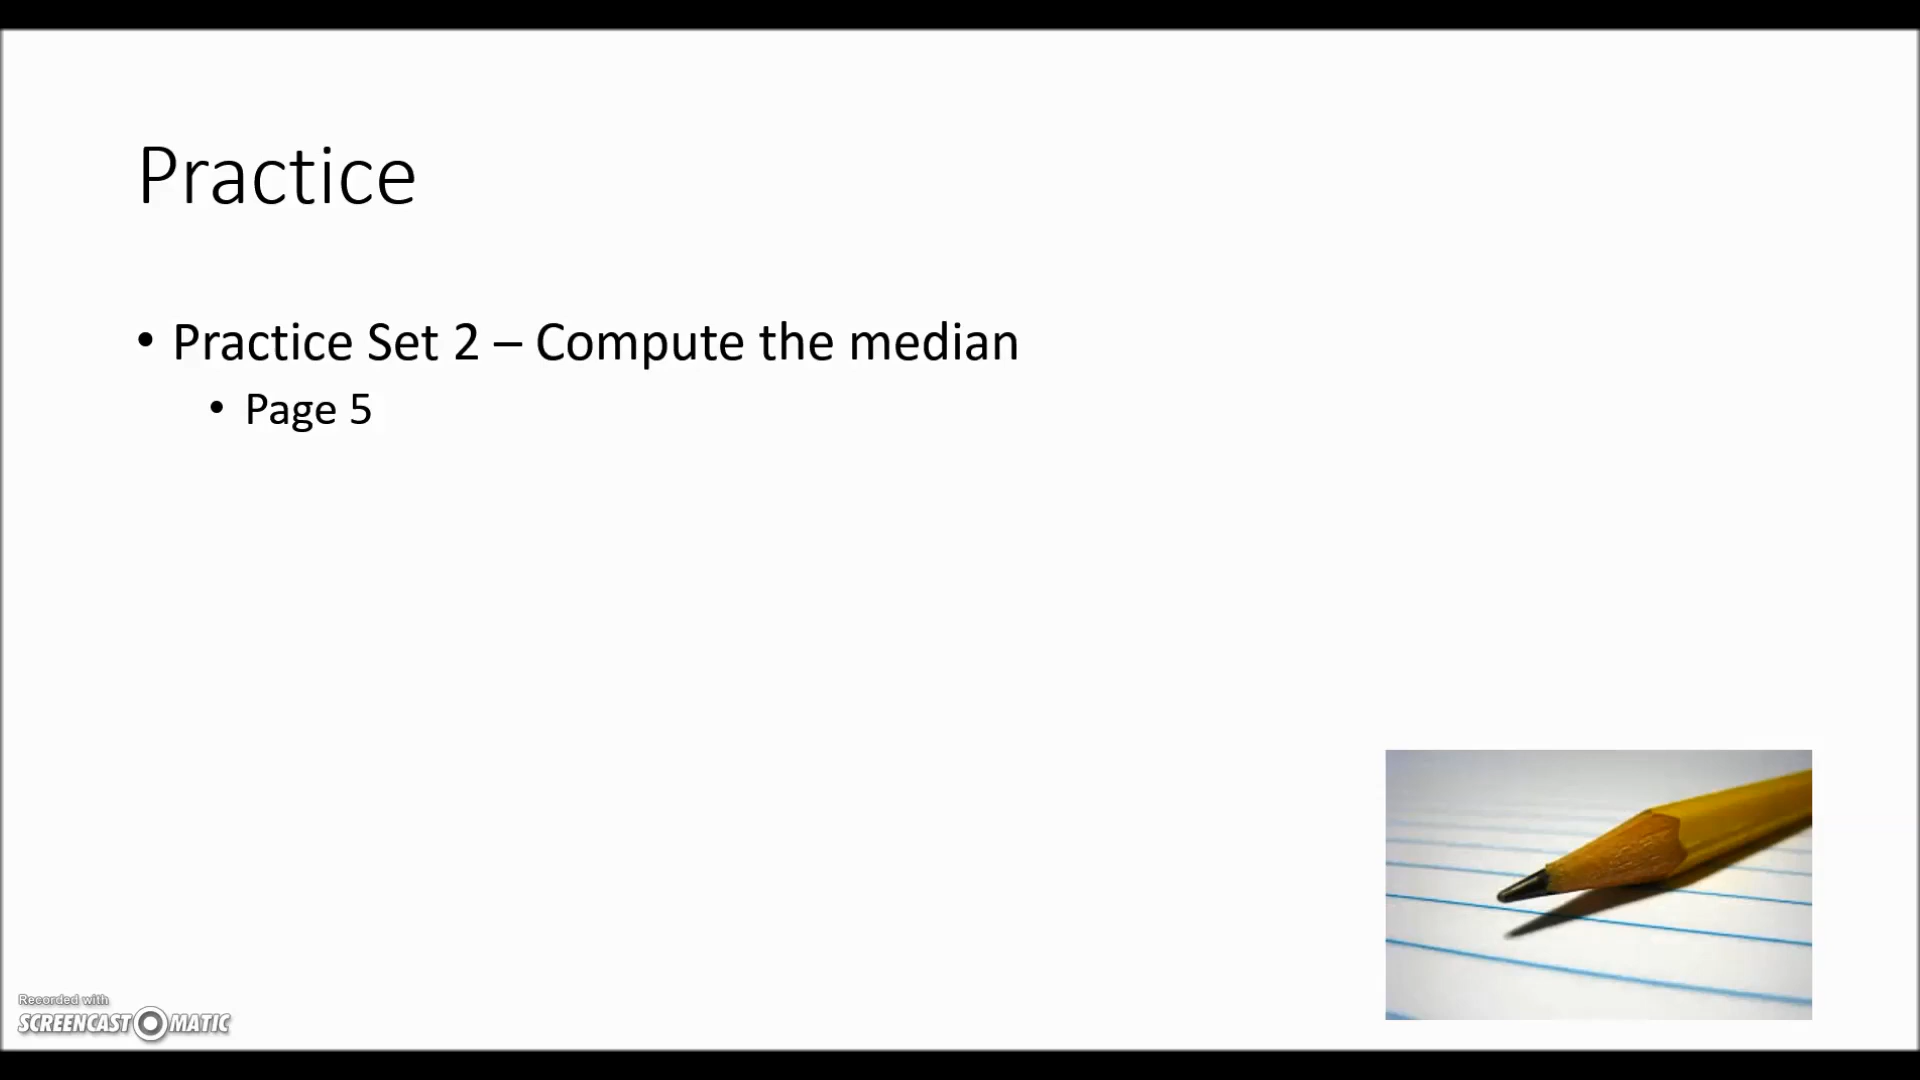 Practice
• Practice Set 2 – Compute the median
• Page 5
Recorded with
SCREENCAST MATIC